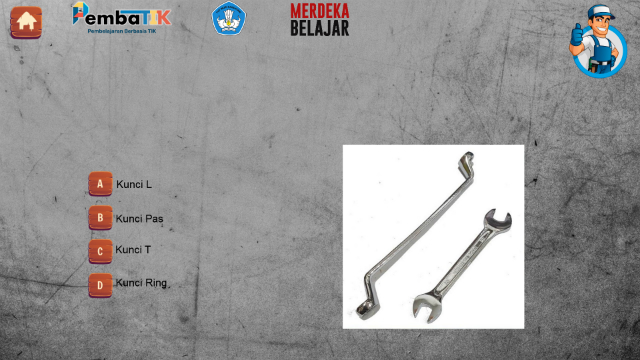 PembaTIK
Pembelajaran Berbasis TIK
MERDEKA
BELAJAR
A Kunci L
B Kunci Pas
C Kunci T
D Kunci Ring